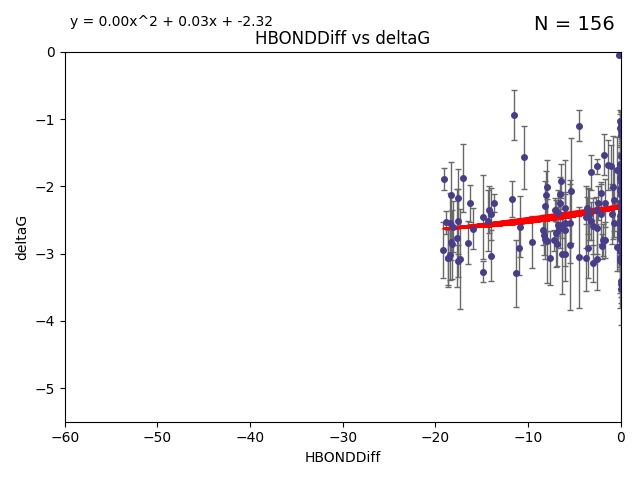 y = 0.00x^2 + 0.03x + -2.32
N = 156
HBONDDiff vs deltaG
0
−1
−2
−3
−4
−5
deltaG
−60 −50 −40 −30 −20 −10 0
HBONDDiff